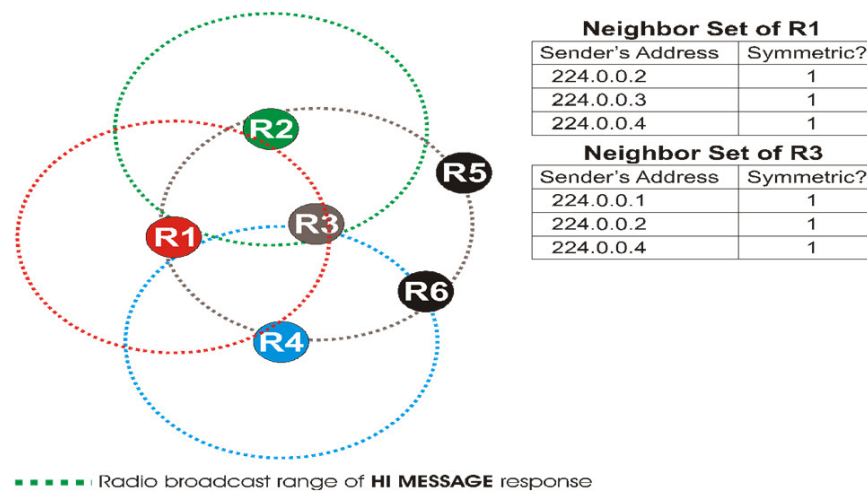 R2
R5
R3
R1
R6
R4
Neighbor Set of R1
Sender's Address Symmetric?
224.0.0.2 1
224.0.0.3 1
224.0.0.4 1
Neighbor Set of R3
Sender's Address Symmetric?
224.0.0.1 1
224.0.0.2 1
224.0.0.4 1
Radio broadcast range of HI MESSAGE response